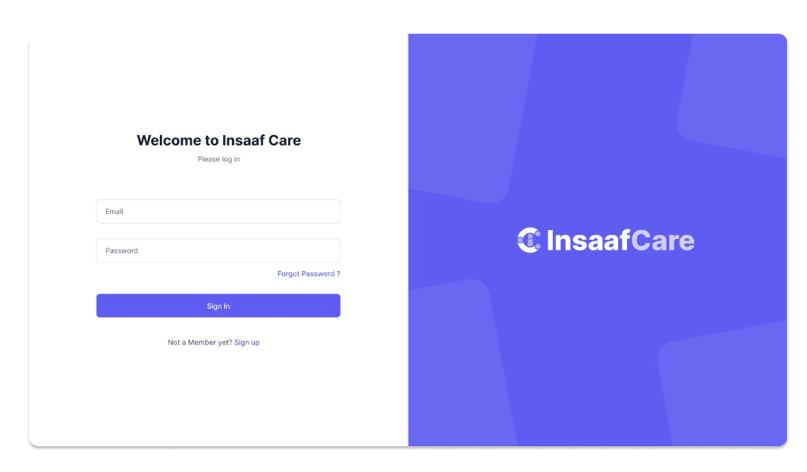 Welcome to Insaaf Care
Please log in
Email
Password
Forgot Password ?
Sign In
Not a Member yet? Sign up
InsaafCare